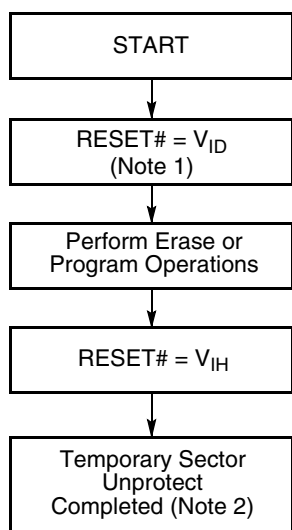 START
RESET# = VID
(Note 1)
Perform Erase or
Program Operations
RESET# = VIH
Temporary Sector
Unprotect
Completed (Note 2)